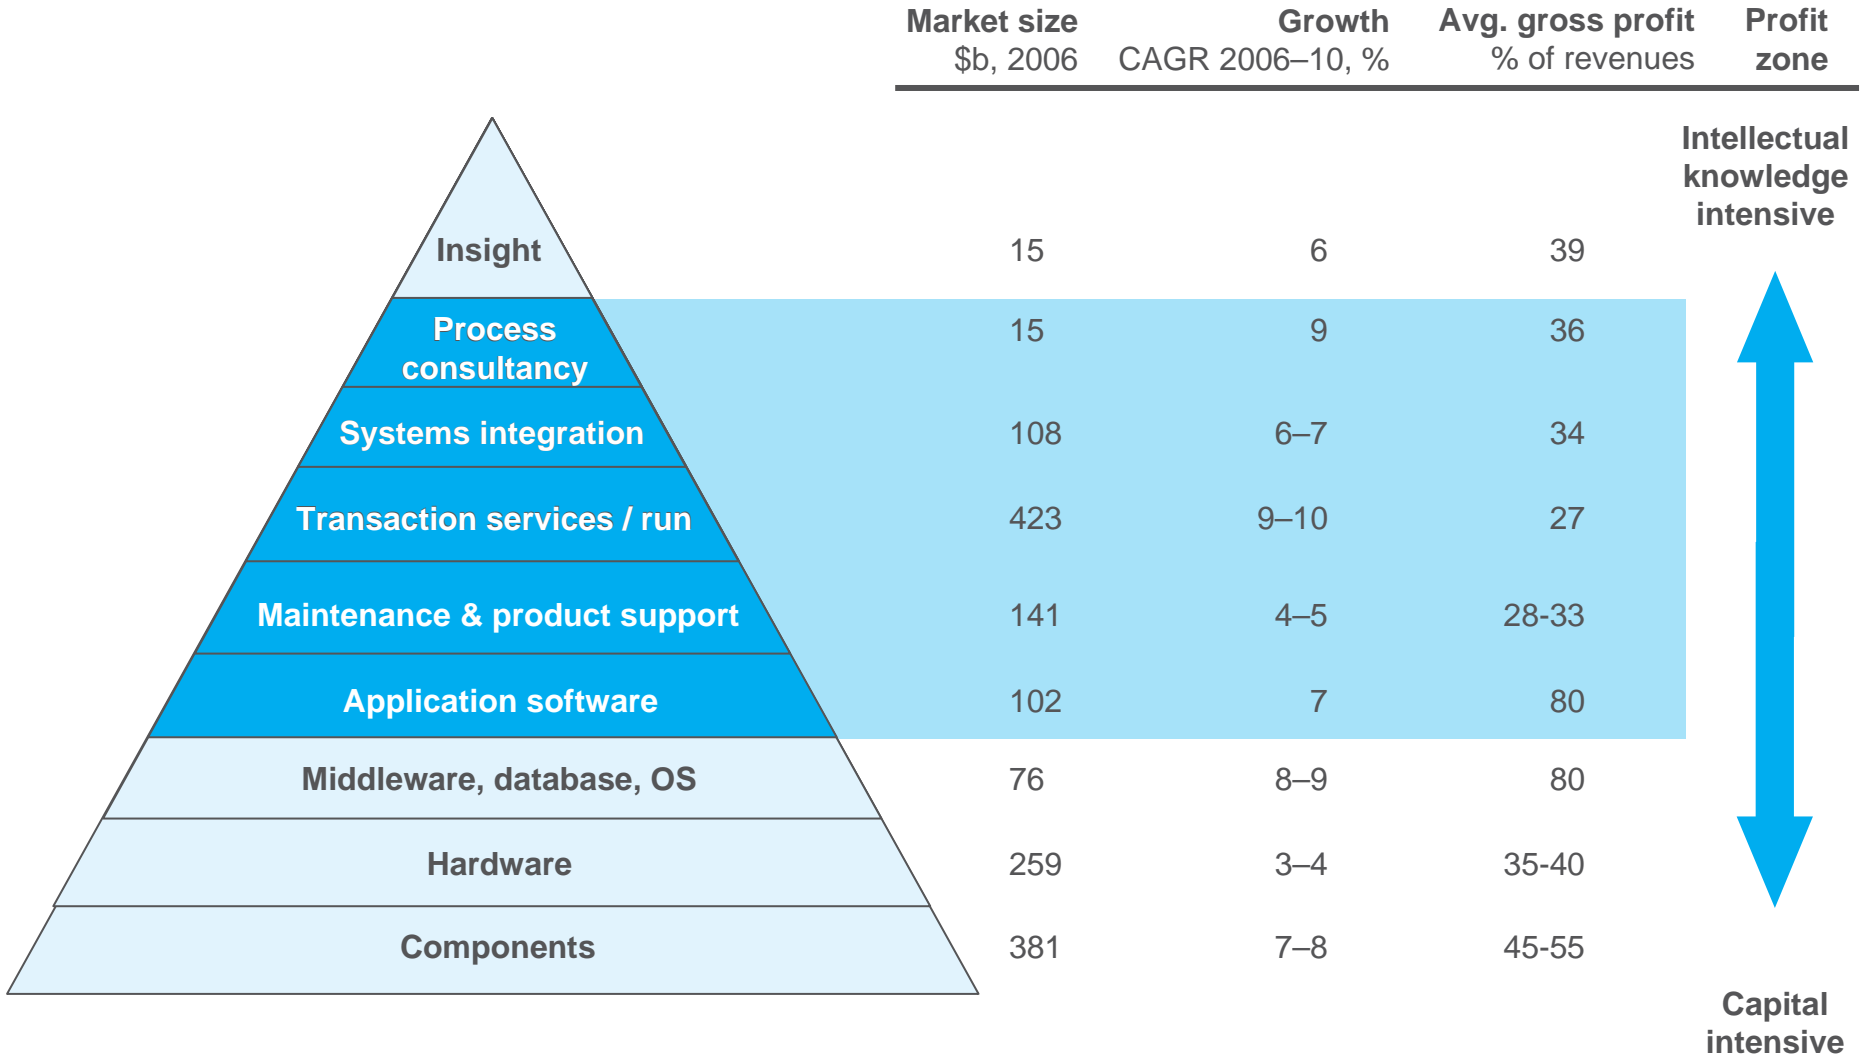 Market size Growth Avg. gross profit Profit
$b, 2006 CAGR 2006–10, % % of revenues zone
Intellectual
knowledge
intensive
Insight 15 6 39
Process
consultancy 15 9 36
Systems integration 108 6–7 34
Transaction services / run 423 9–10 27
Maintenance & product support 141 4–5 28-33
Application software 102 7 80
Middleware, database, OS 76 8–9 80
Hardware 259 3–4 35-40
Components 381 7–8 45-55
Capital
intensive